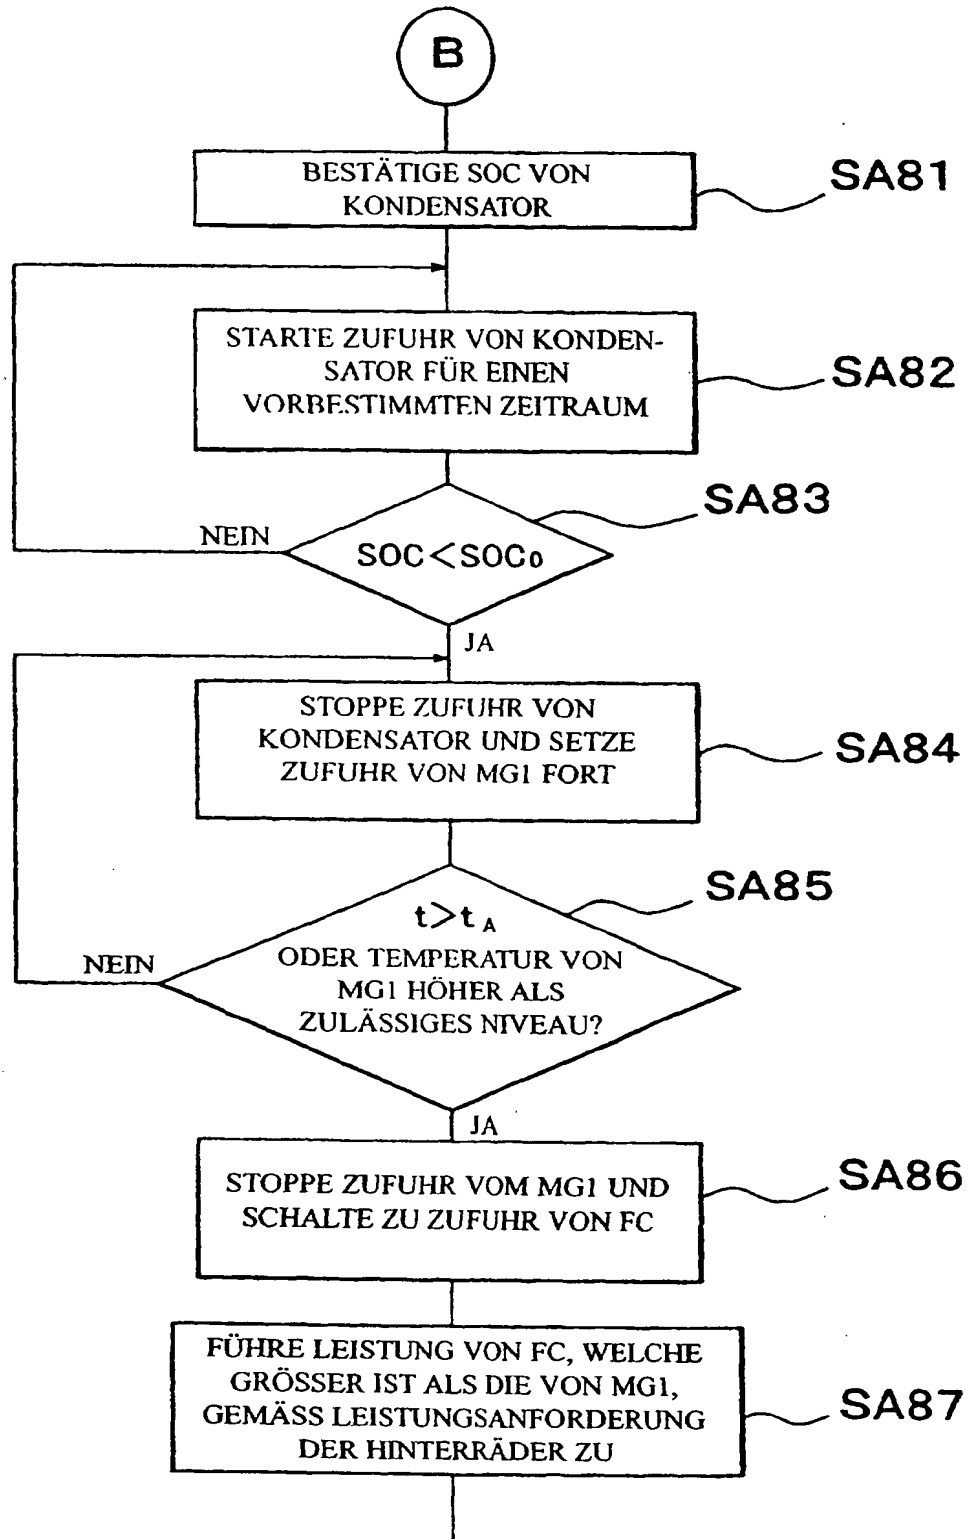 B
BESTÄTIGE SOC VON
KONDENSATOR
SA81
STARTE ZUFUHR VON KONDEN-
SATOR FÜR EINEN
VORBESTIMMTEN ZEITRAUM
SA82
SA83
NEIN
SOC<SOC₀
JA
STOPPE ZUFUHR VON
KONDENSATOR UND SETZE
ZUFUHR VON MG1 FORT
SA84
SA85
t>t A
NEIN
ODER TEMPERATUR VON
MG1 HÖHER ALS
ZULÄSSIGES NIVEAU?
JA
STOPPE ZUFUHR VOM MG1 UND
SCHALTE ZU ZUFUHR VON FC
SA86
FÜHRE LEISTUNG VON FC, WELCHE
GRÖSSER IST ALS DIE VON MG1,
GEMÄSS LEISTUNGSANFORDERUNG
DER HINTERRÄDER ZU
SA87